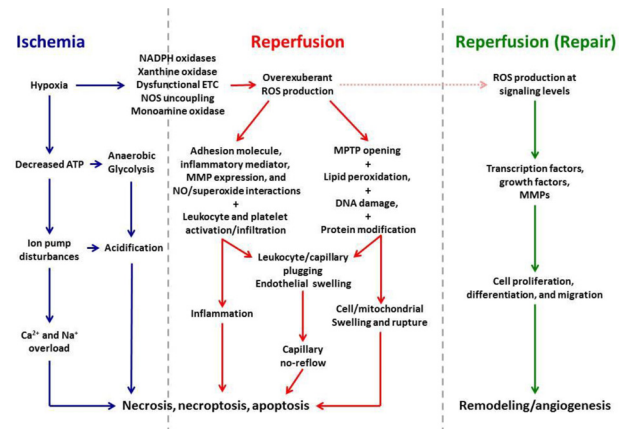 Ischemia
Reperfusion
Reperfusion (Repair)
Hypoxia
NADPH oxidases
Xanthine oxidase
Dysfunctional ETC
NOS uncoupling
Monoamine oxidase
Overexuberant
ROS production
ROS production at
signaling levels
Decreased ATP
Anaerobic
Glycolysis
Adhesion molecule,
inflammatory mediator,
MMP expression, and
NO/superoxide interactions
+
Leukocyte and platelet
activation/infiltration
MPTP opening
+
Lipid peroxidation,
+
DNA damage,
+
Protein modification
Transcription factors,
growth factors,
MMPs
Ion pump
disturbances
Acidification
Leukocyte/capillary
plugging
Endothelial swelling
Cell proliferation,
differentiation, and migration
Inflammation
Cell/mitochondrial
Swelling and rupture
Ca²⁺ and Na⁺
overload
Capillary
no-reflow
Necrosis, necroptosis, apoptosis
Remodeling/angiogenesis